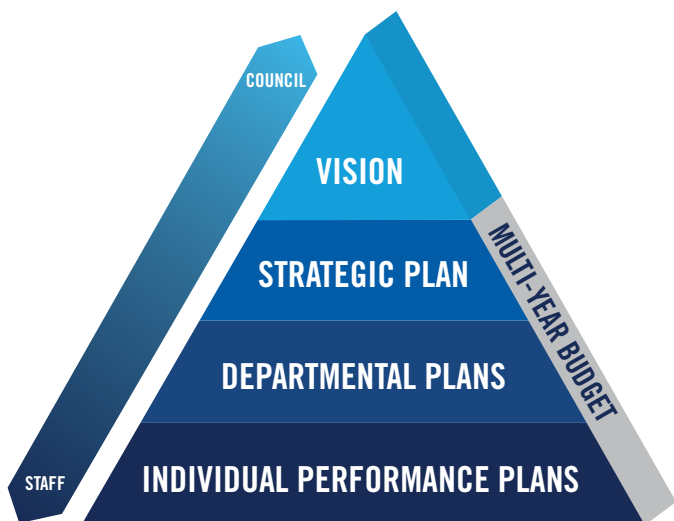 COUNCIL
VISION
STRATEGIC PLAN
MULTI-YEAR BUDGET
DEPARTMENTAL PLANS
INDIVIDUAL PERFORMANCE PLANS
STAFF